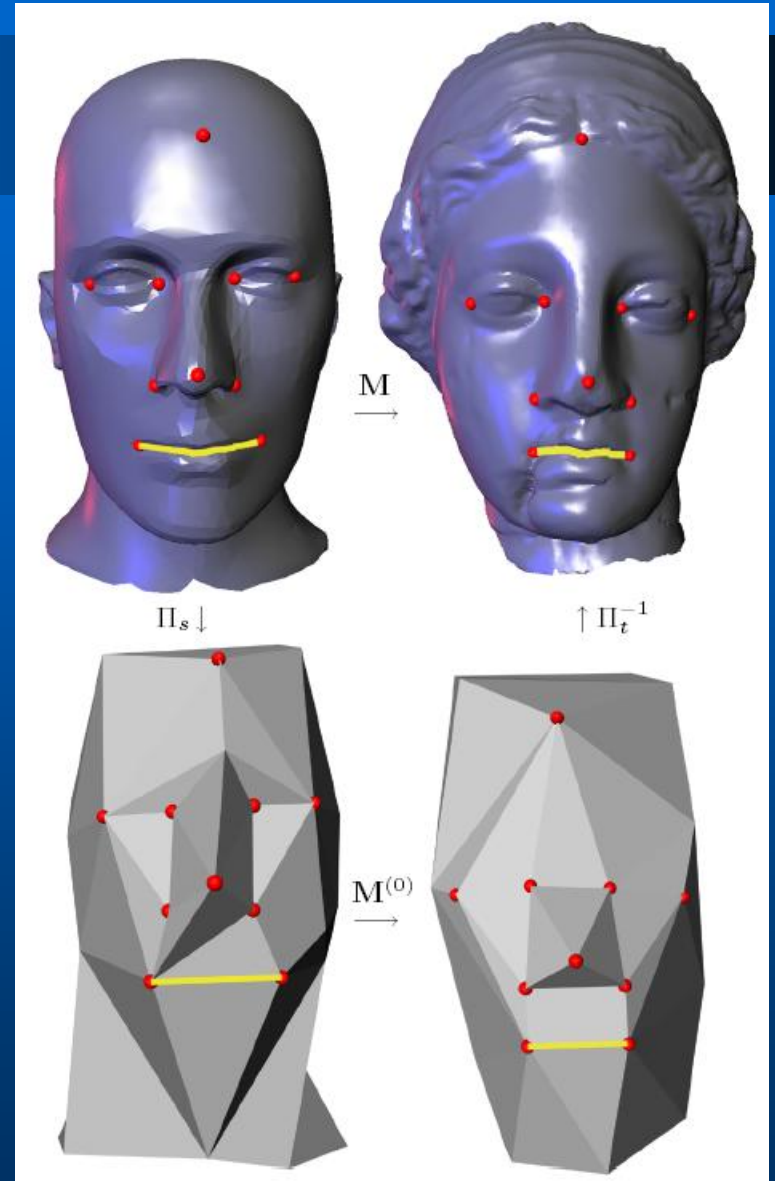 M
→
Π_s ↓
↑ Π_t^{-1}
M^{(0)}
→